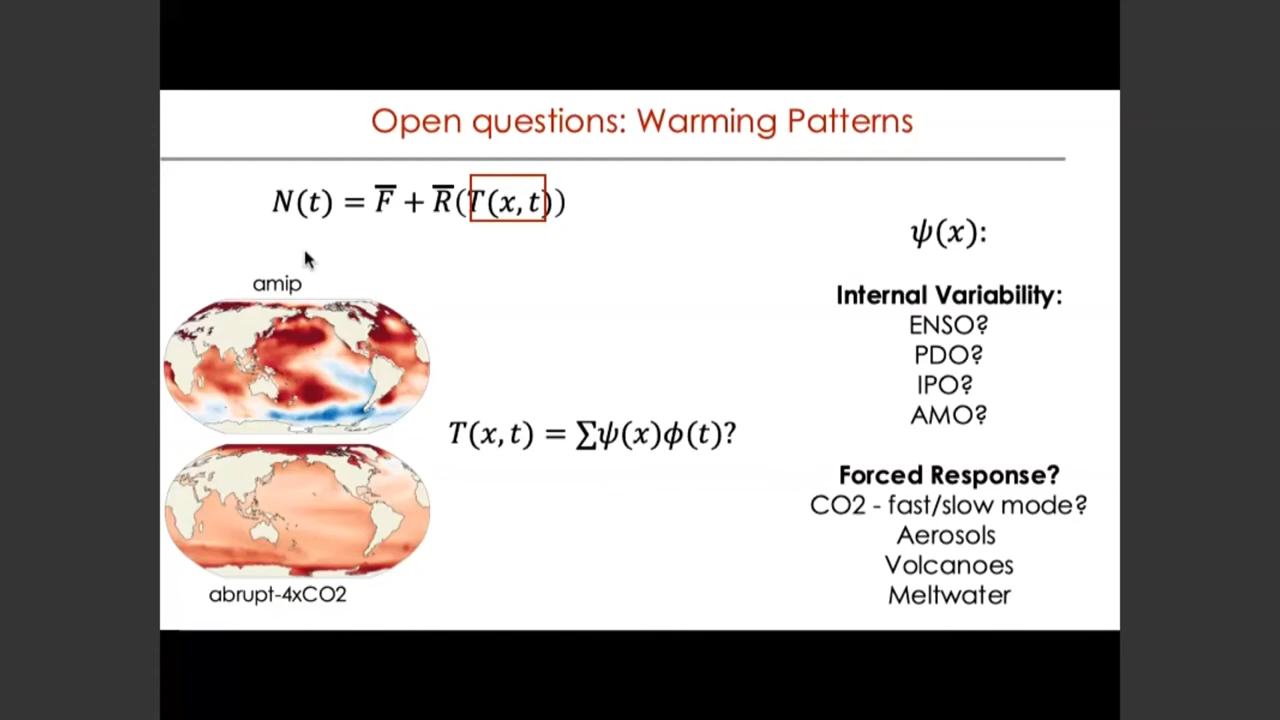 Open questions: Warming Patterns
N(t) = F̅ + R̅(T(x, t))
amip
abrupt-4xCO2
T(x, t) = ∑ψ(x)ϕ(t)?
ψ(x):
Internal Variability:
ENSO?
PDO?
IPO?
AMO?
Forced Response?
CO2 - fast/slow mode?
Aerosols
Volcanoes
Meltwater